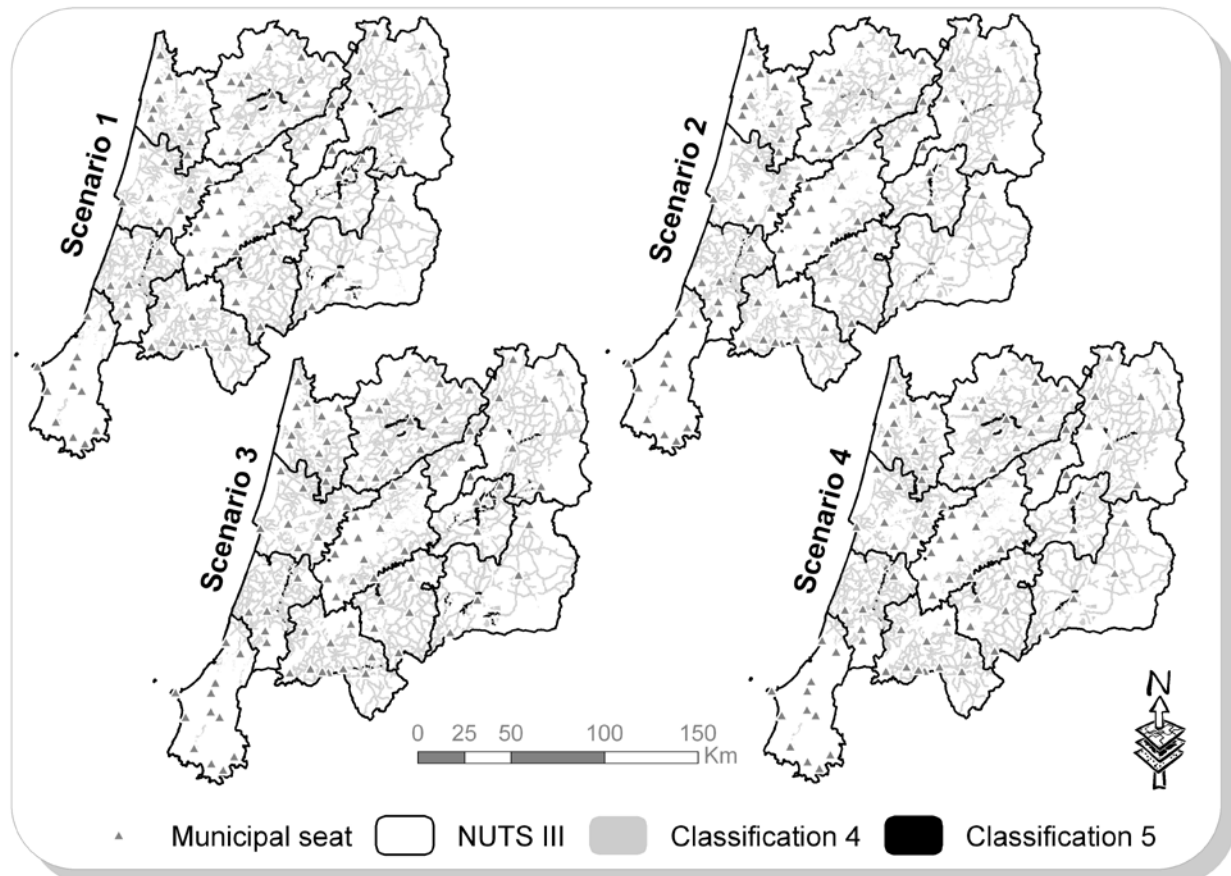 Scenario 1
Scenario 2
Scenario 3
Scenario 4
N
0 25 50 100 150
Km
Municipal seat NUTS III Classification 4 Classification 5